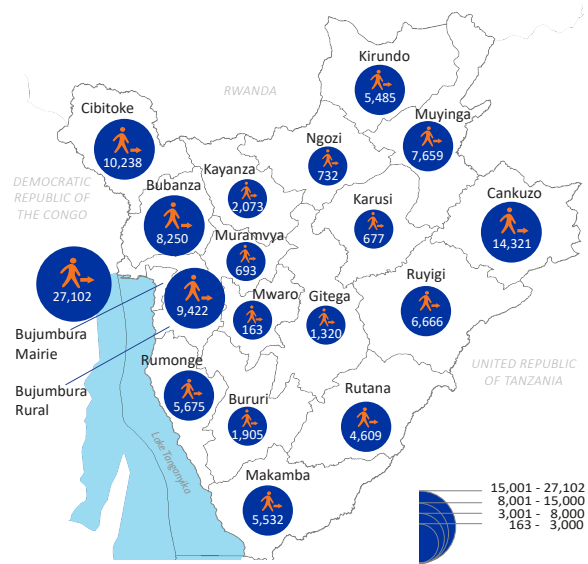 Kirundo
5,485
RWANDA
Cibitoke
10,238
Muyinga
7,659
Ngozi
732
Kayanza
2,073
DEMOCRATIC
REPUBLIC OF
THE CONGO
Bubanza
8,250
Karusi
677
Cankuzo
14,321
Muramvya
693
27,102
9,422
Mwaro
163
Gitega
1,320
Ruyigi
6,666
Bujumbura
Mairie
Bujumbura
Rural
Rumonge
5,675
UNITED REPUBLIC
OF TANZANIA
Bururi
1,905
Rutana
4,609
Lake Tanganyika
Makamba
5,532
15,001 - 27,102
8,001 - 15,000
3,001 - 8,000
163 - 3,000